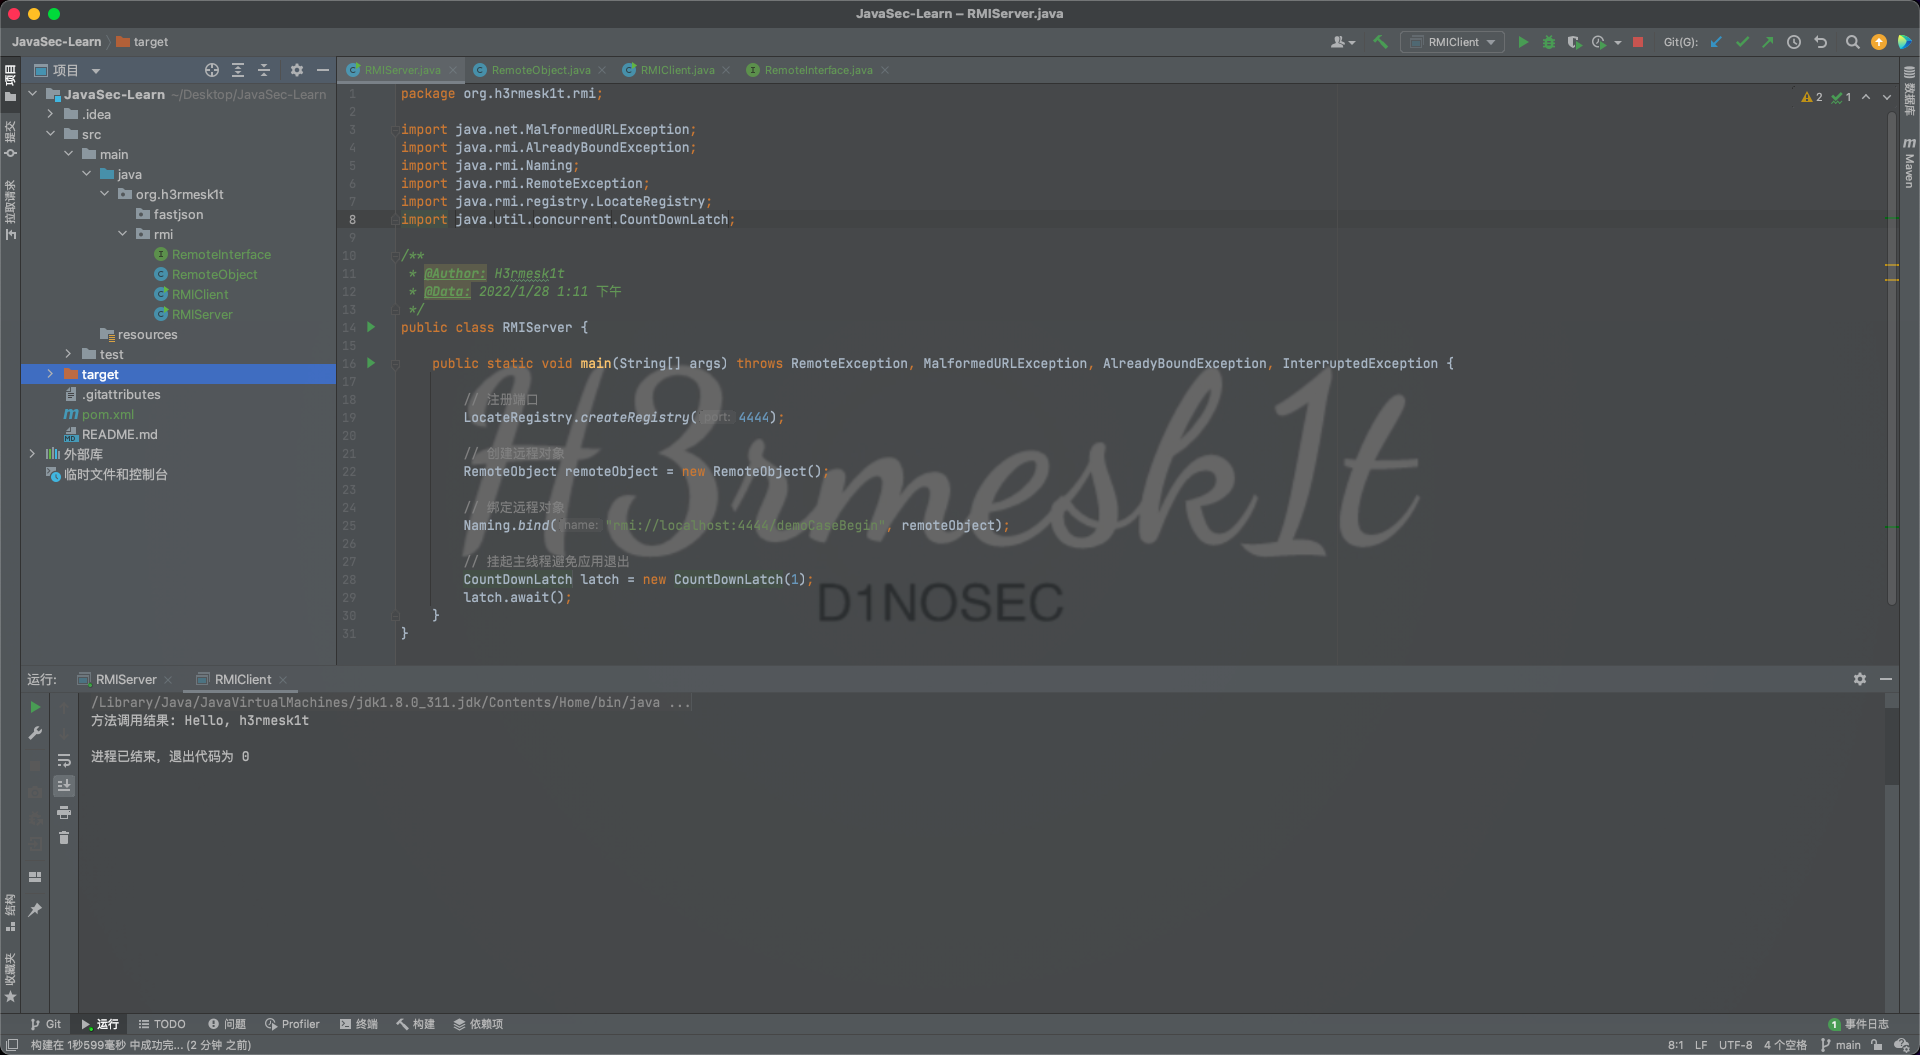 JavaSec-Learn – RMIServer.java
JavaSec-Learn target
RMIClient
Git(G):
项目
JavaSec-Learn ~/Desktop/JavaSec-Learn
.idea
src
main
java
org.h3rmesk1t
fastjson
rmi
RemoteInterface
RemoteObject
RMIClient
RMIServer
resources
test
target
.gitattributes
pom.xml
README.md
外部库
临时文件和控制台
项目
提交
拉取请求
结构
收藏夹
RMIServer.java RemoteObject.java RMIClient.java RemoteInterface.java
2 1
1 package org.h3rmesk1t.rmi;
2
3 import java.net.MalformedURLException;
4 import java.rmi.AlreadyBoundException;
5 import java.rmi.Naming;
6 import java.rmi.RemoteException;
7 import java.rmi.registry.LocateRegistry;
8 import java.util.concurrent.CountDownLatch;
9
10 /**
11 * @Author: H3rmesk1t
12 * @Data: 2022/1/28 1:11 下午
13 */
14 public class RMIServer {
15
16 public static void main(String[] args) throws RemoteException, MalformedURLException, AlreadyBoundException, InterruptedException {
17
18 // 注册端口
19 LocateRegistry.createRegistry( port: 4444);
20
21 // 创建远程对象
22 RemoteObject remoteObject = new RemoteObject();
23
24 // 绑定远程对象
25 Naming.bind( name: "rmi://localhost:4444/demoCaseBegin", remoteObject);
26
27 // 挂起主线程避免应用退出
28 CountDownLatch latch = new CountDownLatch(1);
29 latch.await();
30 }
31 }
H3rmesk1t
D1NOSEC
数据库
Maven
运行: RMIServer RMIClient
/Library/Java/JavaVirtualMachines/jdk1.8.0_311.jdk/Contents/Home/bin/java ...
方法调用结果: Hello, h3rmesk1t
进程已结束，退出代码为 0
Git 运行 TODO 问题 Profiler 终端 构建 依赖项
1 事件日志
构建在 1秒599毫秒 中成功完... (2 分钟 之前)
8:1 LF UTF-8 4 个空格 main